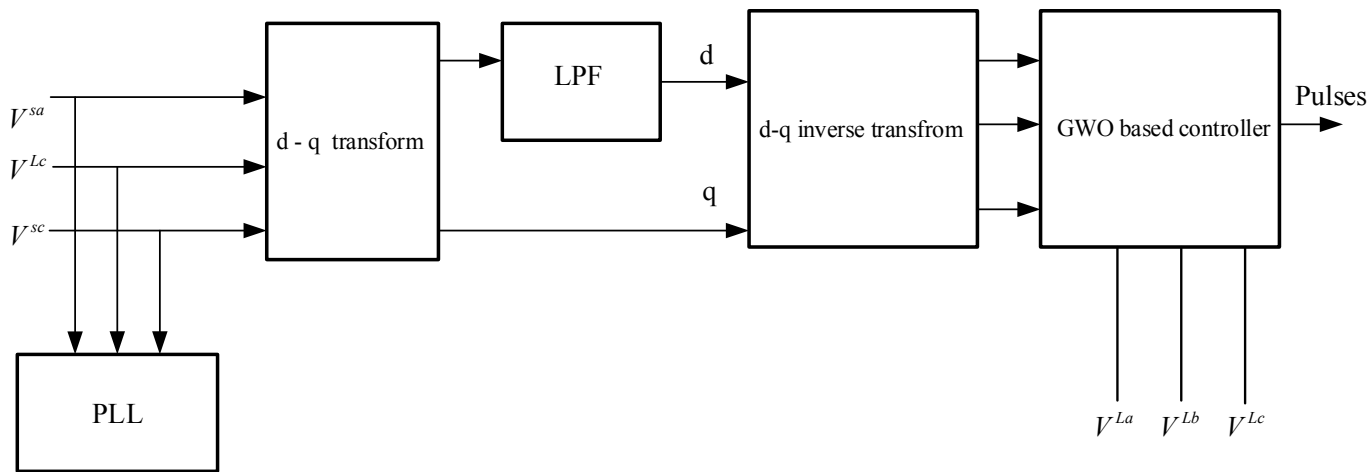 V^sa
V^Lc
V^sc
d - q transform
LPF
d
q
d-q inverse transfrom
GWO based controller
Pulses
PLL
V^La
V^Lb
V^Lc